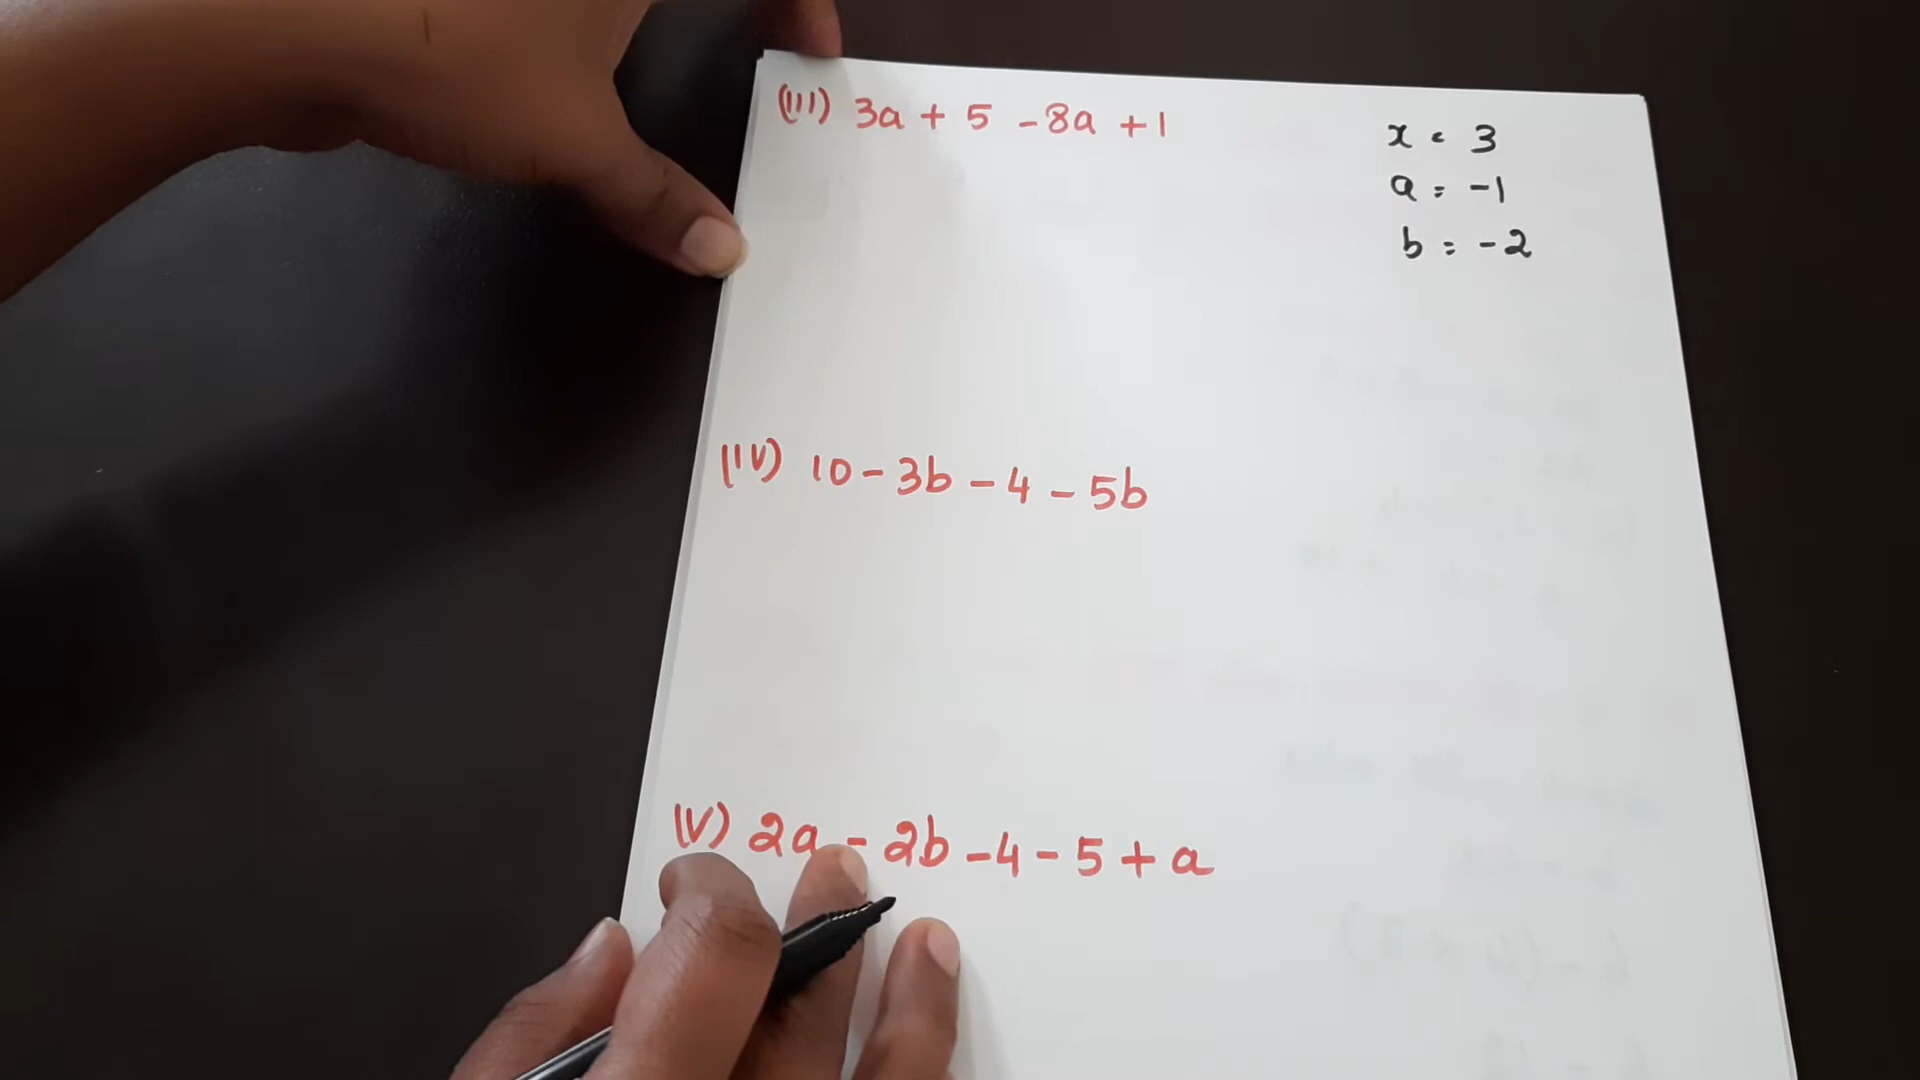 (III) 3a + 5 - 8a + 1
x = 3
a = -1
b = -2
(IV) 10 - 3b - 4 - 5b
(V) 2a - 2b - 4 - 5 + a